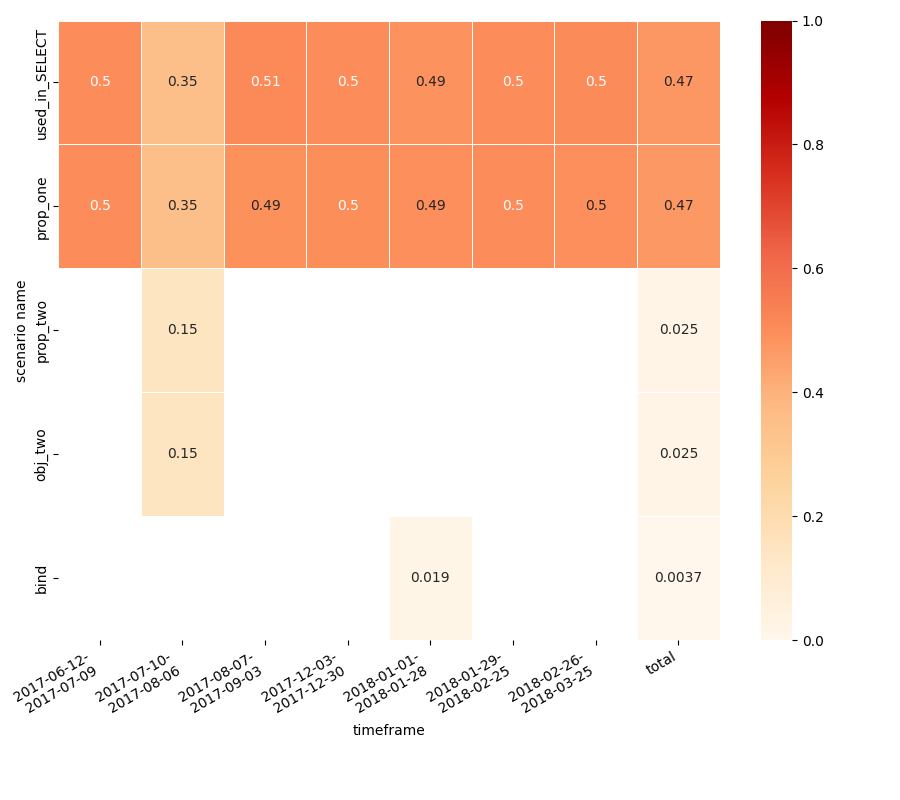 used_in_SELECT 0.5 0.35 0.51 0.5 0.49 0.5 0.5 0.47
prop_one 0.5 0.35 0.49 0.5 0.49 0.5 0.5 0.47
prop_two 0.15 0.025
obj_two 0.15 0.025
bind 0.019 0.0037
scenario name
2017-06-12-
2017-07-09
2017-07-10-
2017-08-06
2017-08-07-
2017-09-03
2017-12-03-
2017-12-30
2018-01-01-
2018-01-28
2018-01-29-
2018-02-25
2018-02-26-
2018-03-25
total
timeframe
1.0
0.8
0.6
0.4
0.2
0.0